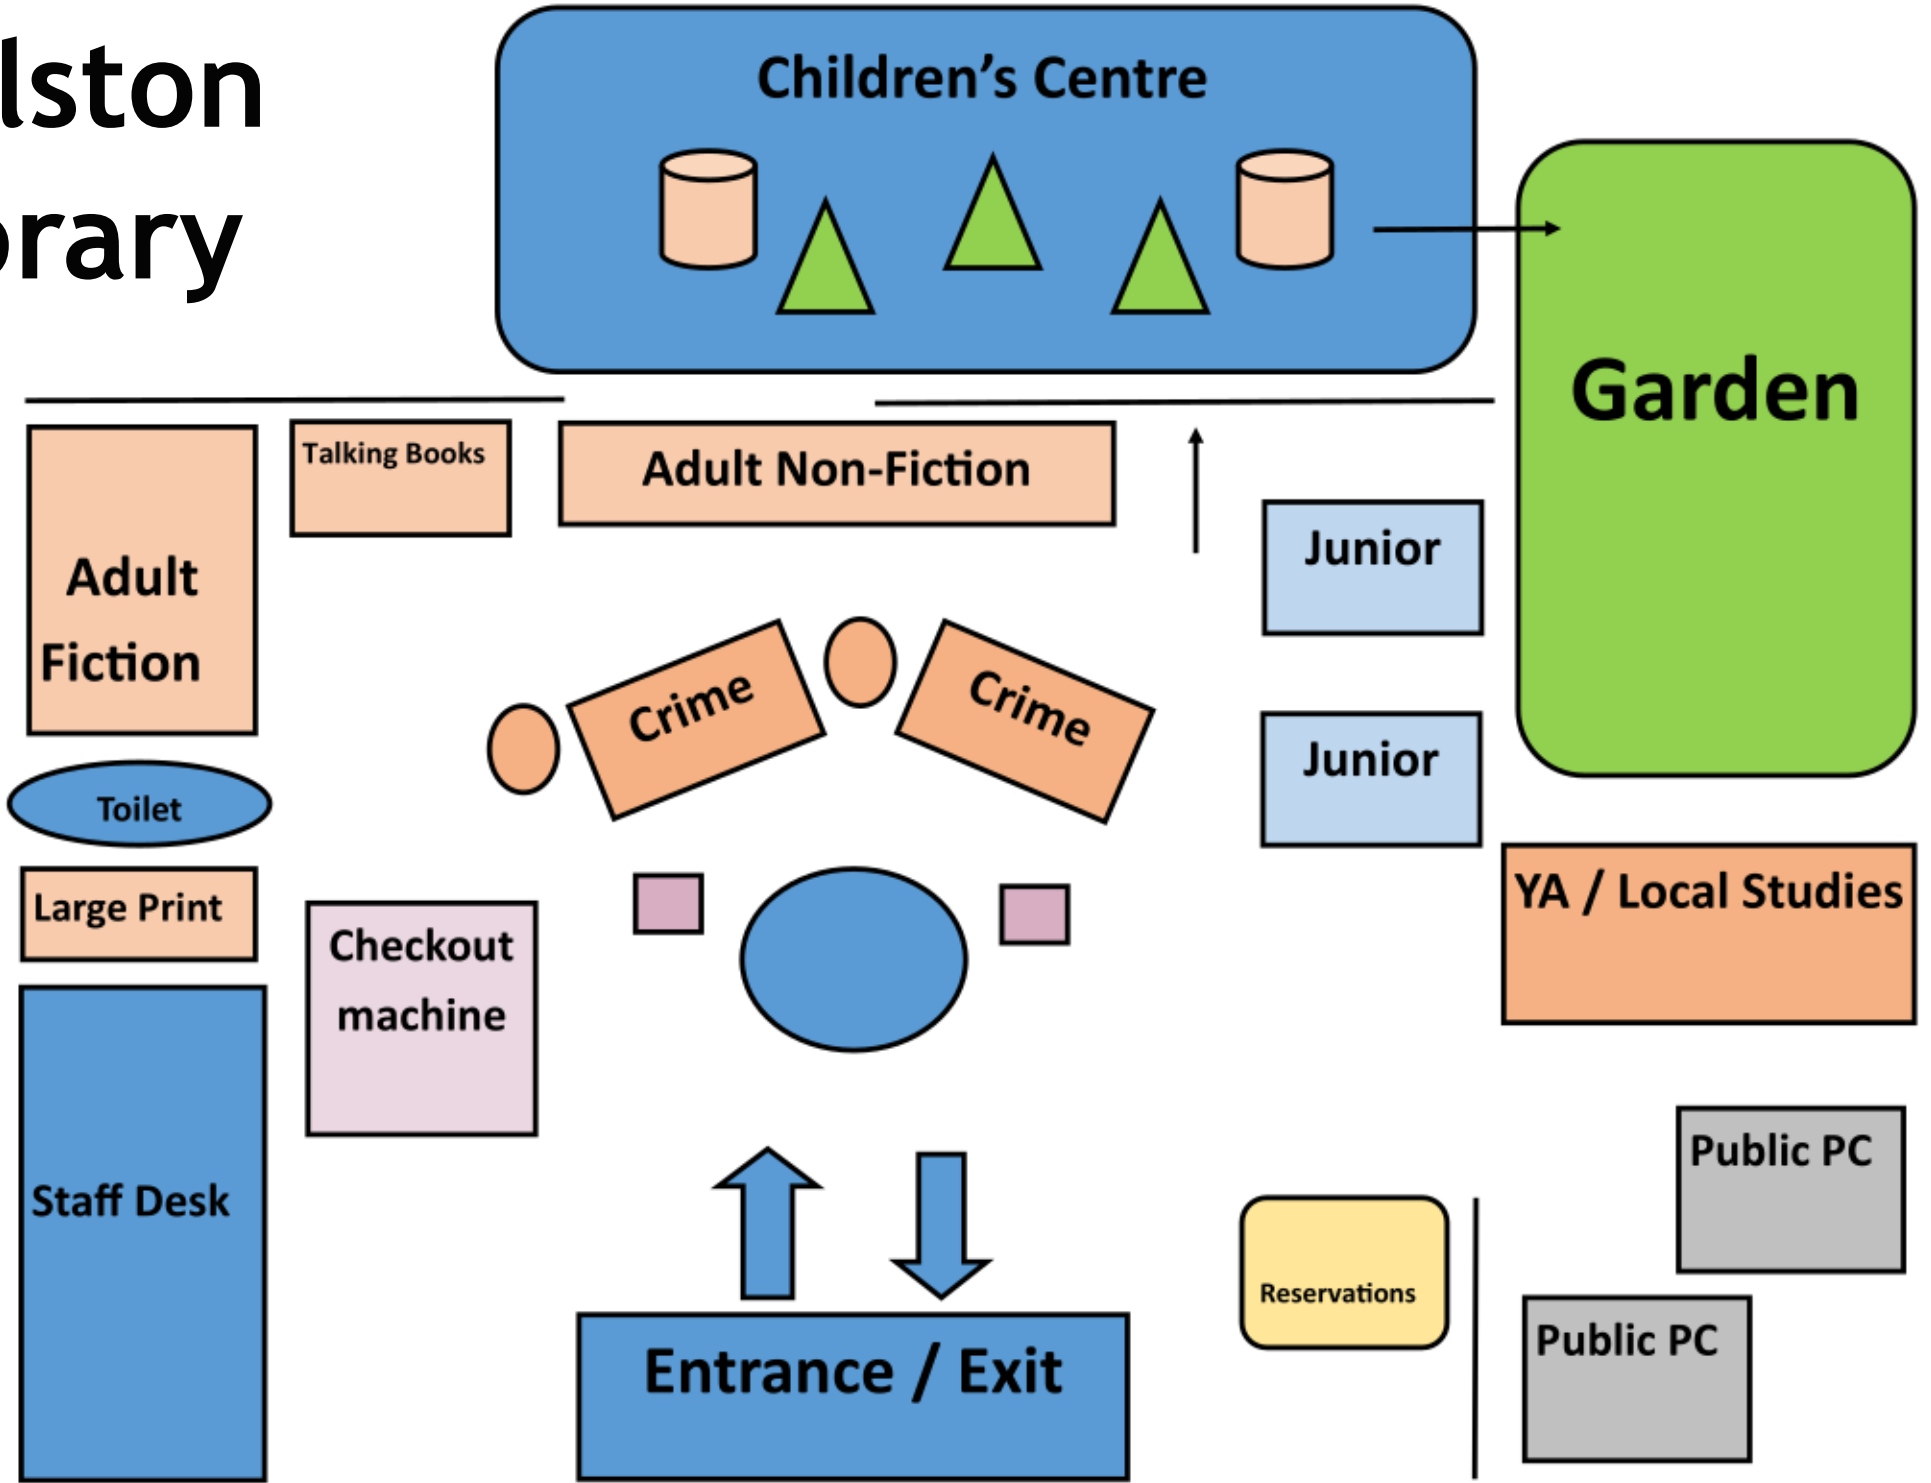 lston
rary
Children's Centre
Garden
Talking Books
Adult Non-Fiction
Adult
Fiction
Junior
Crime
Crime
Junior
Toilet
Large Print
YA / Local Studies
Checkout
machine
Staff Desk
Public PC
Reservations
Public PC
Entrance / Exit